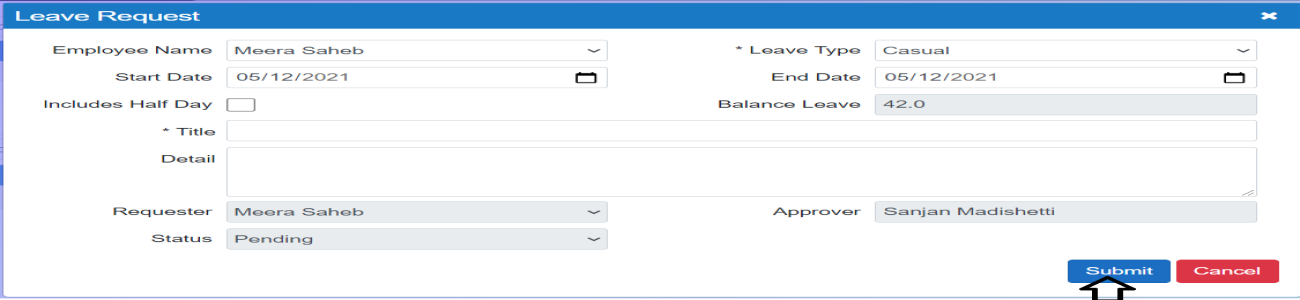 Leave Request
Employee Name Meera Saheb * Leave Type Casual
Start Date 05/12/2021 End Date 05/12/2021
Includes Half Day Balance Leave 42.0
* Title
Detail
Requester Meera Saheb Approver Sanjan Madishetti
Status Pending
Submit Cancel